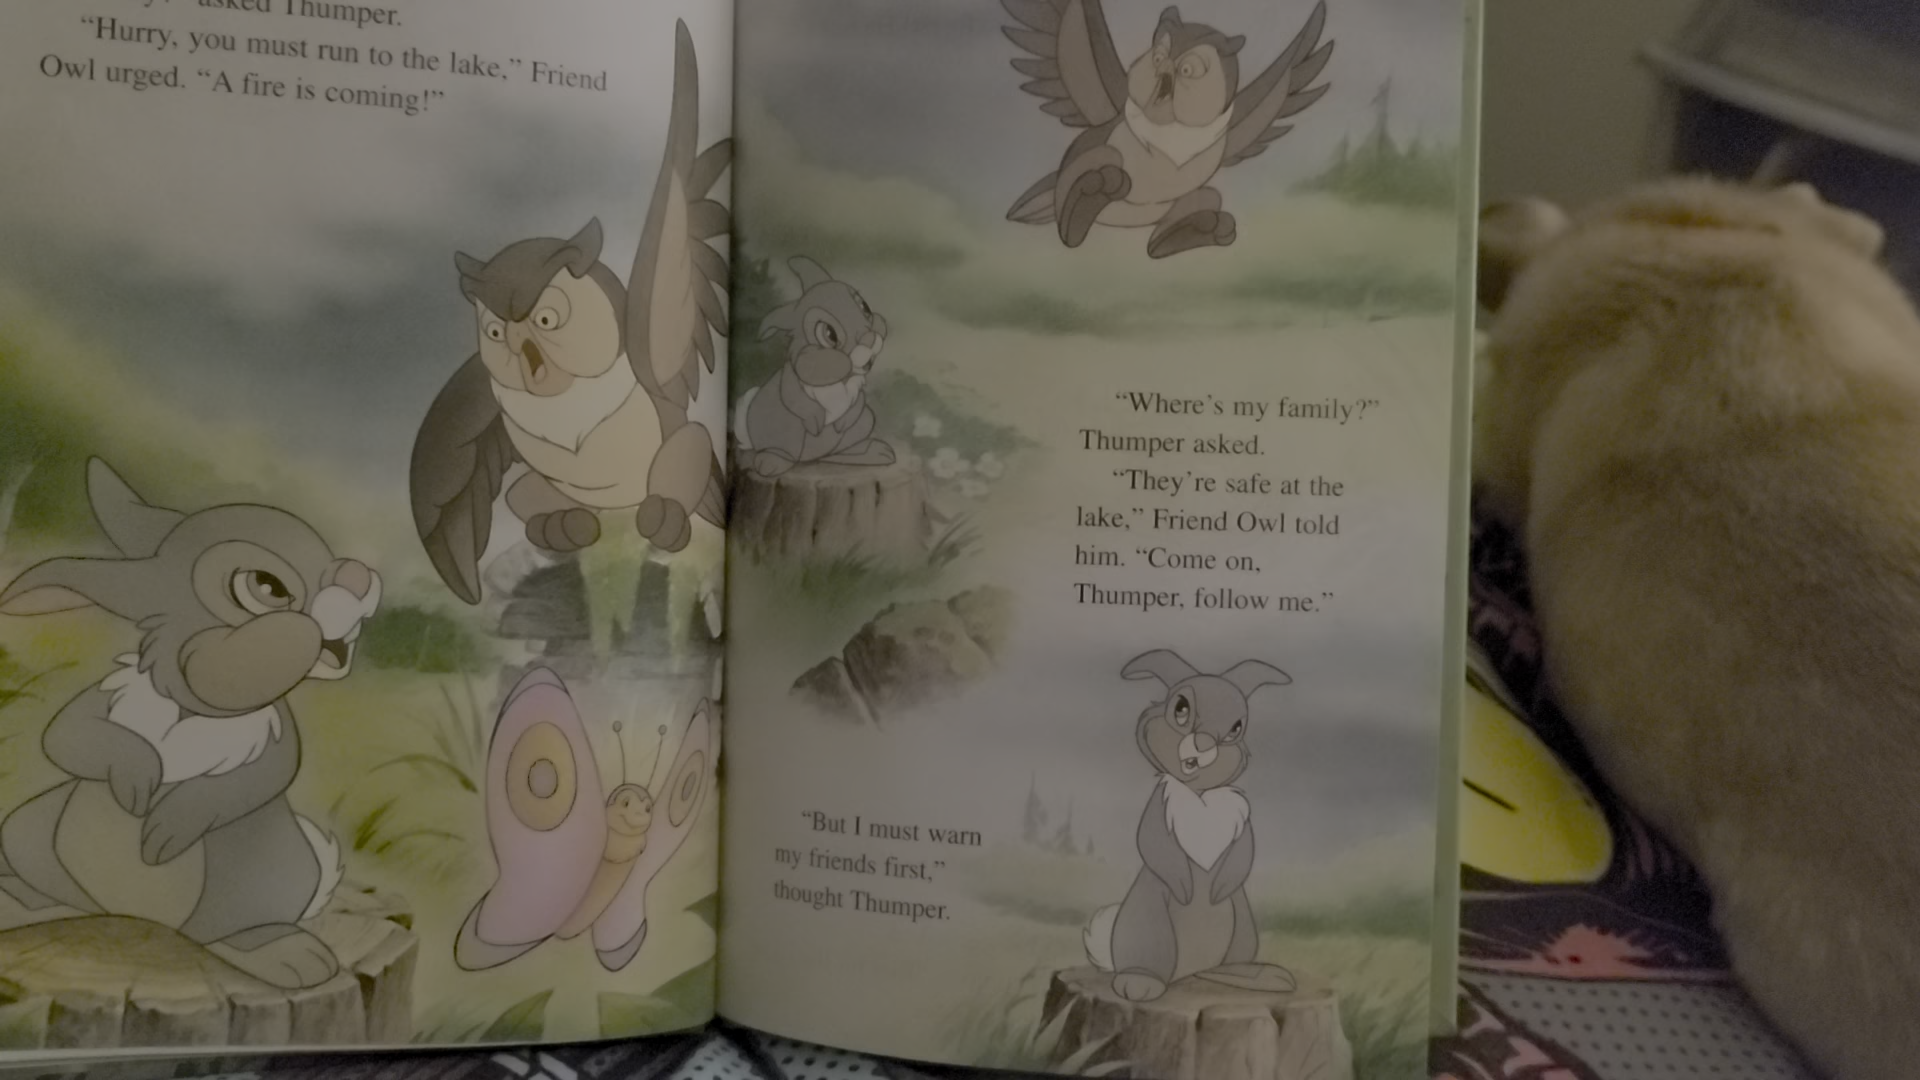 asked Thumper.
“Hurry, you must run to the lake,” Friend
Owl urged. “A fire is coming!”
“Where’s my family?”
Thumper asked.
“They’re safe at the
lake,” Friend Owl told
him. “Come on,
Thumper, follow me.”
“But I must warn
my friends first,”
thought Thumper.